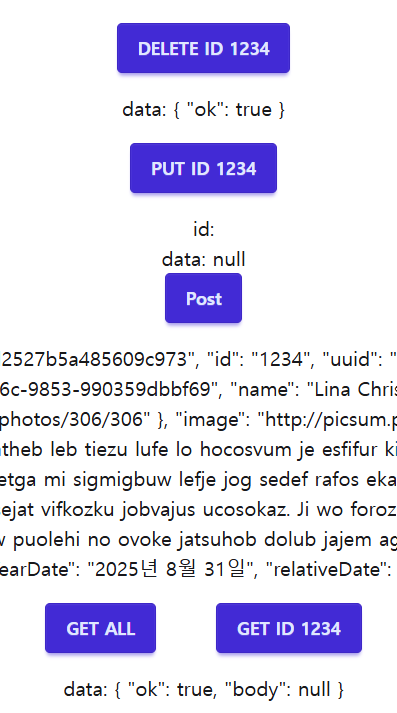 DELETE ID 1234
data: { "ok": true }
PUT ID 1234
id:
data: null
Post
2527b5a485609c973", "id": "1234", "uuid": "
6c-9853-990359dbbf69", "name": "Lina Chris
photos/306/306" }, "image": "http://picsum.p
theb leb tiezu lufe lo hocosvum je esfifur ki
etga mi sigmigbuw lefje jog sedef rafos eka
sejat vifkozku jobvajus ucosokaz. Ji wo foroz
puolehi no ovoke jatsuhob dolub jajem ag
earDate": "2025년 8월 31일", "relativeDate":
GET ALL GET ID 1234
data: { "ok": true, "body": null }